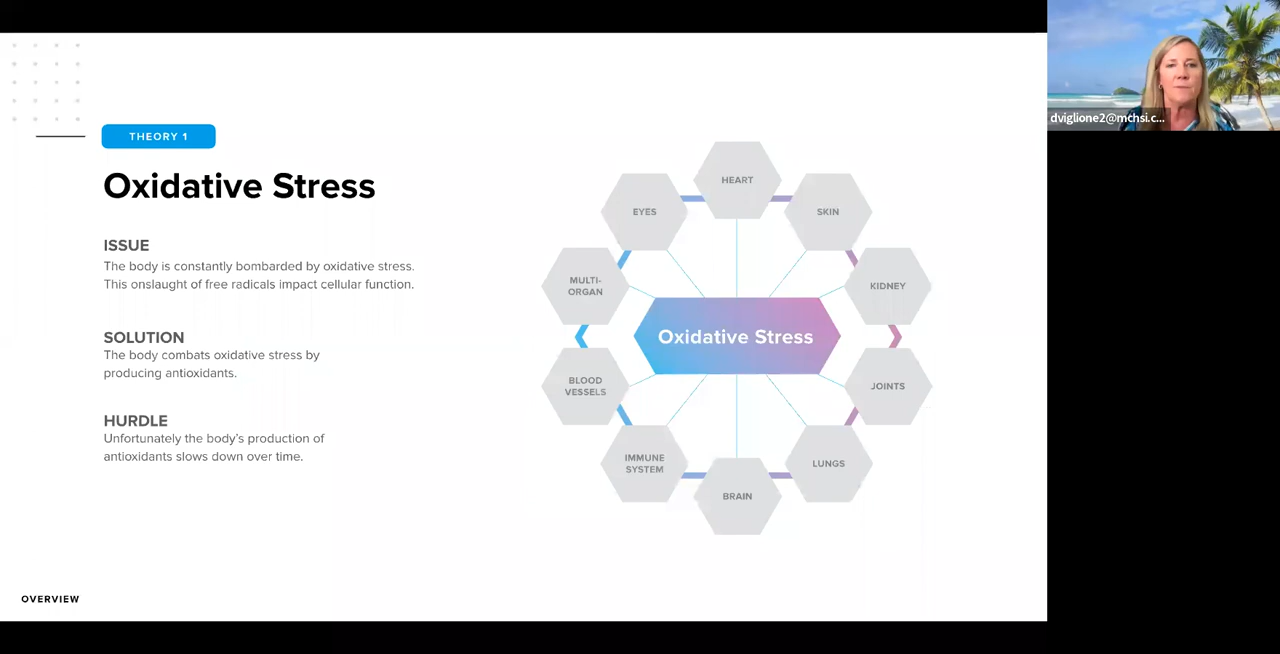 THEORY 1
Oxidative Stress
ISSUE
The body is constantly bombarded by oxidative stress.
This onslaught of free radicals impact cellular function.
SOLUTION
The body combats oxidative stress by
producing antioxidants.
HURDLE
Unfortunately the body's production of
antioxidants slows down over time.
OVERVIEW
HEART
EYES
SKIN
MULTI-
ORGAN
KIDNEY
Oxidative Stress
BLOOD
VESSELS
JOINTS
IMMUNE
SYSTEM
LUNGS
BRAIN
dviglione2@mchsi.c...